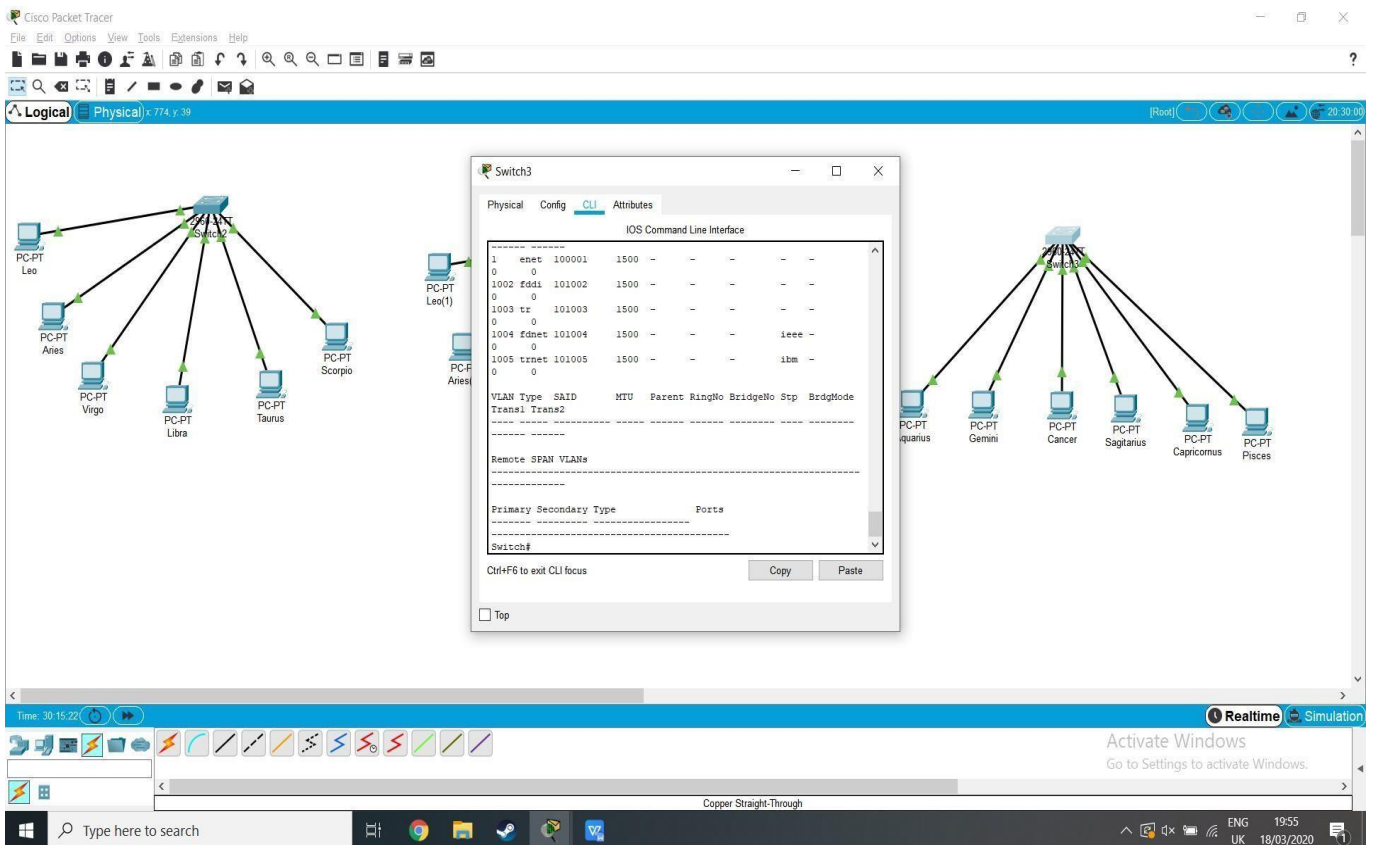 Cisco Packet Tracer
File Edit Options View Tools Extensions Help
?
Logical Physical x: 774, y: 39
[Root] 20:30:00
Switch2
PC-PT
Leo
PC-PT
Aries
PC-PT
Virgo
PC-PT
Libra
PC-PT
Taurus
PC-PT
Scorpio
PC-PT
Leo(1)
Switch3
Physical Config CLI Attributes
IOS Command Line Interface
------ ------
1 enet 100001 1500 - - - - -
0 0
1002 fddi 101002 1500 - - - - -
0 0
1003 tr 101003 1500 - - - - -
0 0
1004 fdnet 101004 1500 - - - ieee -
0 0
1005 trnet 101005 1500 - - - ibm -
0 0
VLAN Type SAID MTU Parent RingNo BridgeNo Stp BrdgMode
Trans1 Trans2
---- ----- ---------- ----- ------ ------ -------- ---- --------
------ ------
Remote SPAN VLANs
------------------------------------------------------------------
-------------
Primary Secondary Type Ports
------- --------- -----------------
------------------------------------------
Switch#
Ctrl+F6 to exit CLI focus
Copy Paste
Top
Switch3
PC-PT
quarius
PC-PT
Gemini
PC-PT
Cancer
PC-PT
Sagitarius
PC-PT
Capricornus
PC-PT
Pisces
Time: 30:15:22
Realtime Simulation
Activate Windows
Go to Settings to activate Windows.
Copper Straight-Through
Type here to search
ENG 19:55
UK 18/03/2020